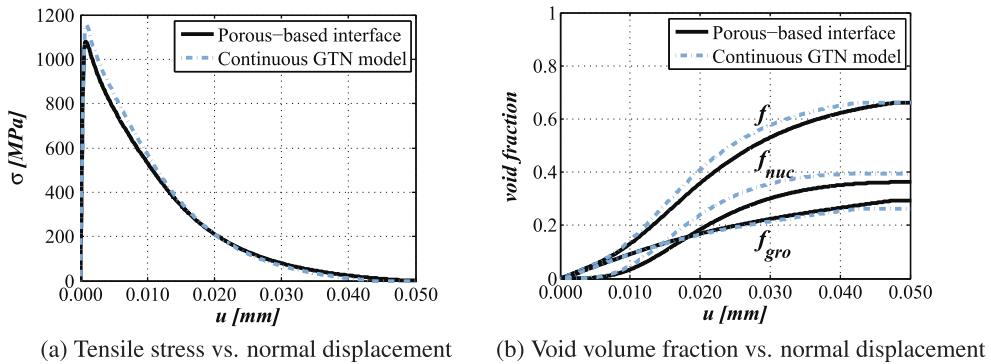 1200
1000
800
600
400
200
0
σ [MPa]
Porous−based interface
Continuous GTN model
0.000 0.010 0.020 0.030 0.040 0.050
u [mm]
(a) Tensile stress vs. normal displacement
1
0.8
0.6
0.4
0.2
0
void fraction
Porous−based interface
Continuous GTN model
f
f_nuc
f_gro
0.000 0.010 0.020 0.030 0.040 0.050
u [mm]
(b) Void volume fraction vs. normal displacement